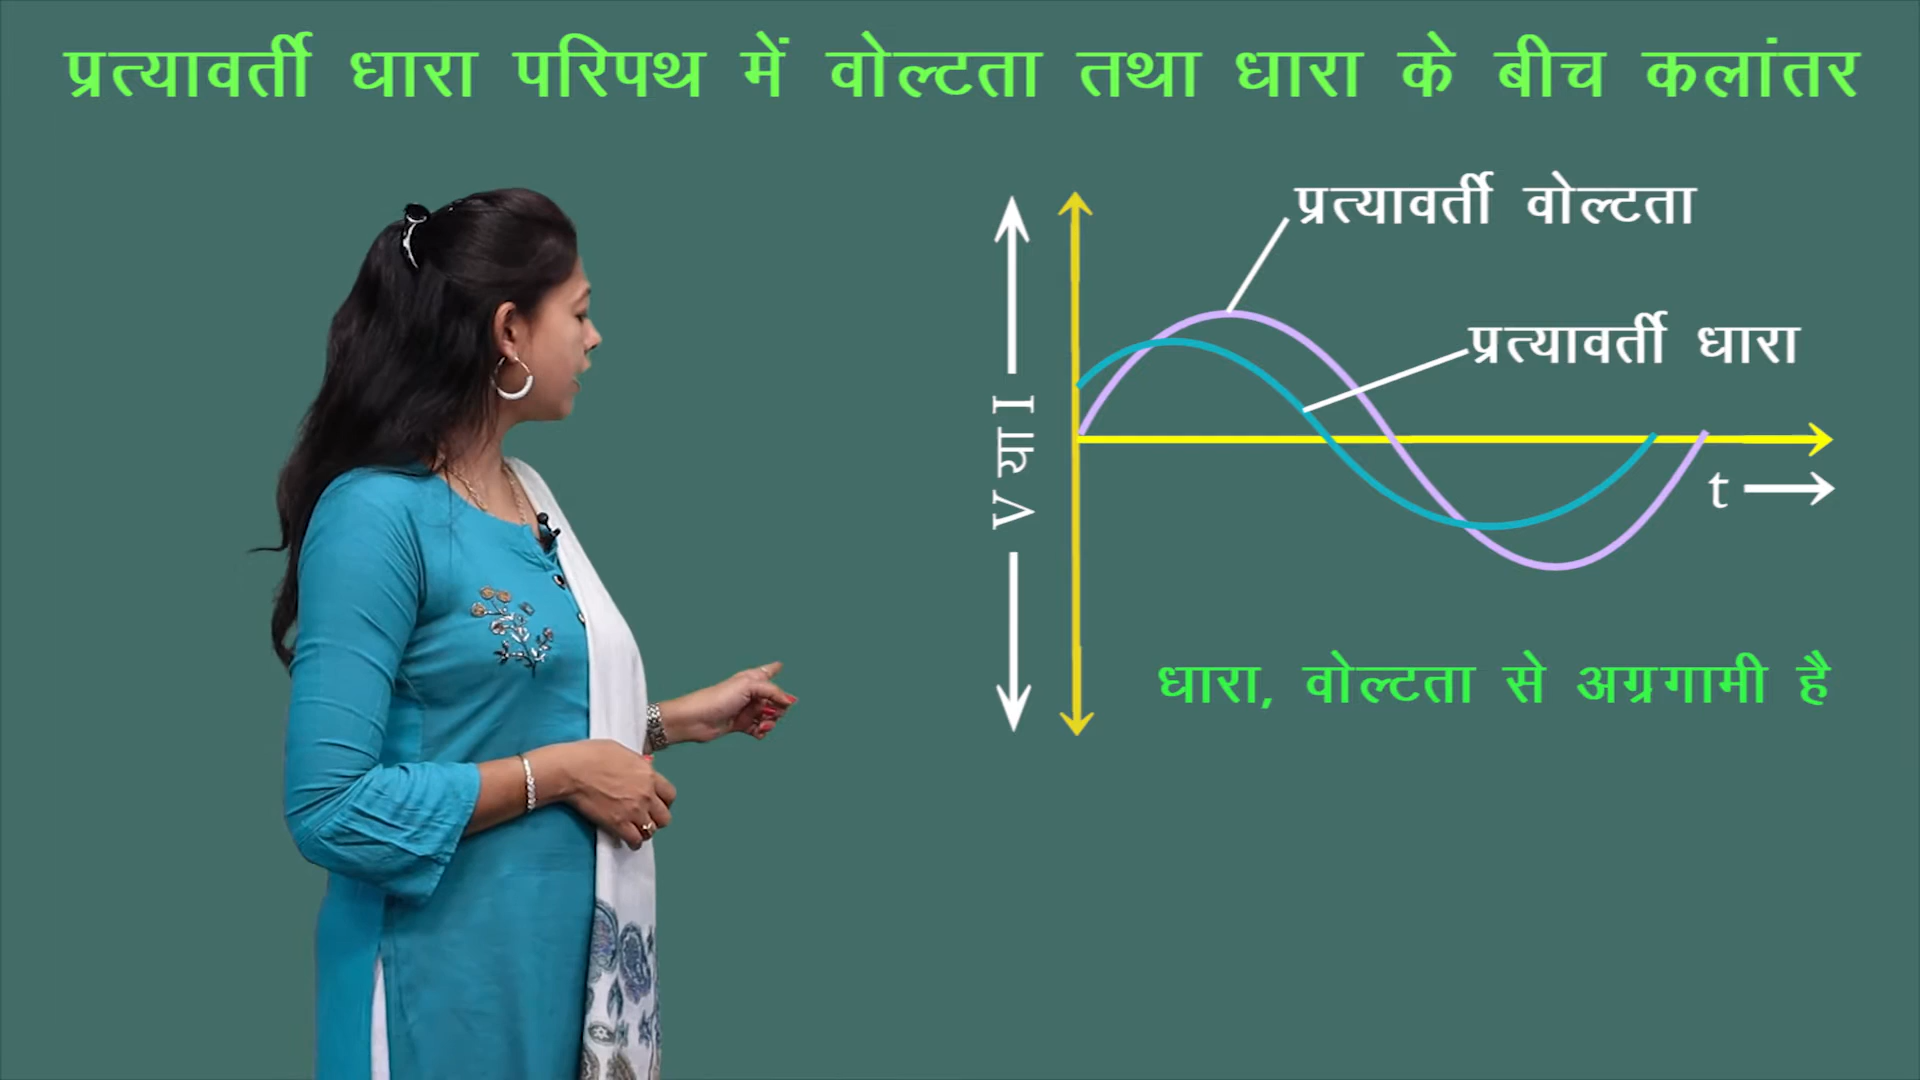 प्रत्यावर्ती धारा परिपथ में वोल्टता तथा धारा के बीच कलांतर
प्रत्यावर्ती वोल्टता
प्रत्यावर्ती धारा
V या I
t
धारा, वोल्टता से अग्रगामी है